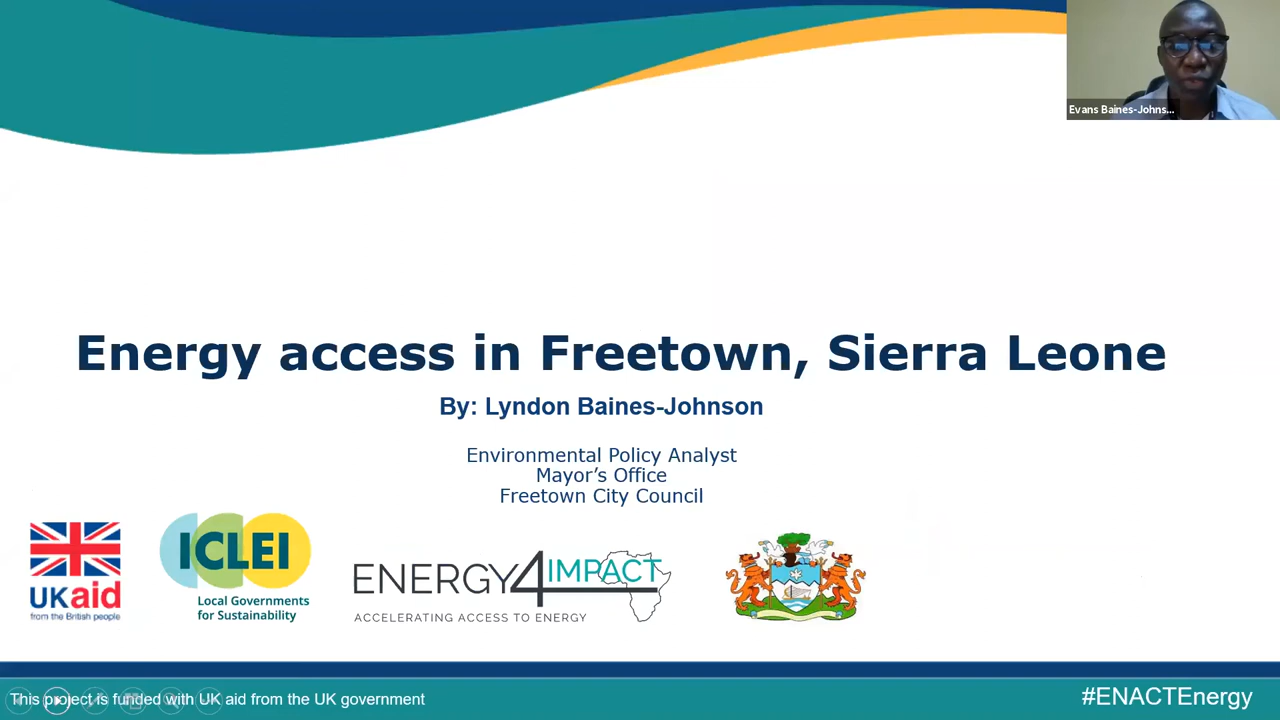 Evans Baines-Johns...
Energy access in Freetown, Sierra Leone
By: Lyndon Baines-Johnson
Environmental Policy Analyst
Mayor’s Office
Freetown City Council
UKaid
from the British people
ICLEI
Local Governments
for Sustainability
ENERGY4IMPACT
ACCELERATING ACCESS TO ENERGY
This project is funded with UK aid from the UK government
#ENACTEnergy